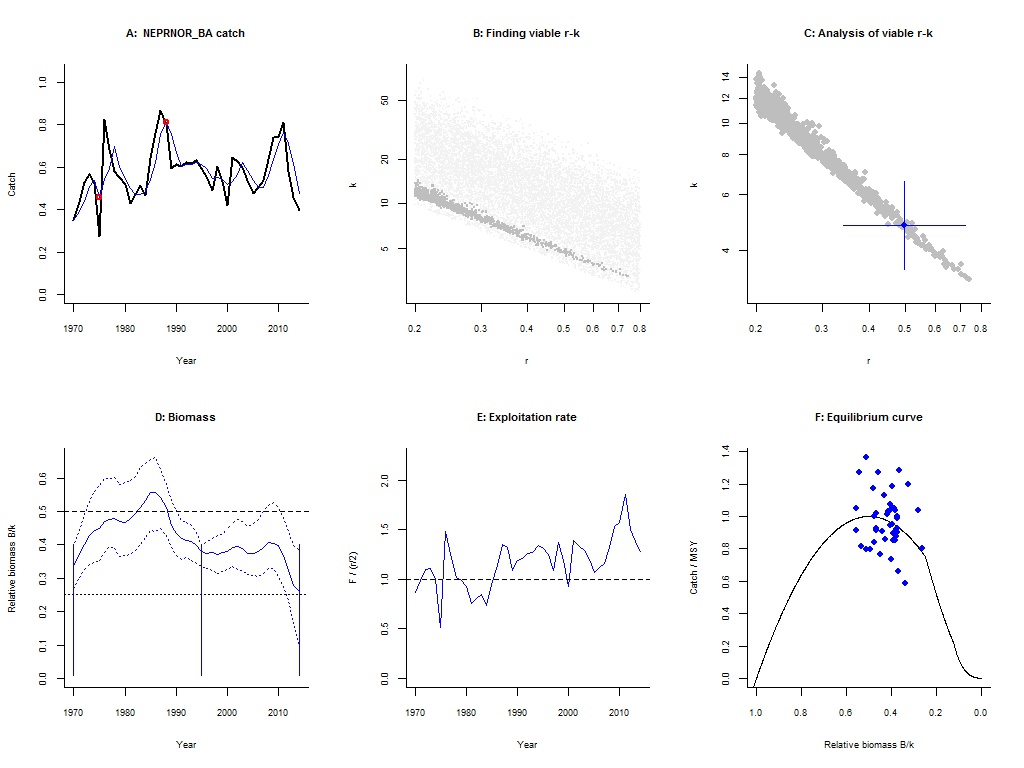 A: NEPRNOR_BA catch
B: Finding viable r-k
C: Analysis of viable r-k
Catch
0.0 0.2 0.4 0.6 0.8 1.0
1970 1980 1990 2000 2010
Year
k
5 10 20 50
0.2 0.3 0.4 0.5 0.6 0.7 0.8
r
k
4 6 8 10 12 14
0.2 0.3 0.4 0.5 0.6 0.7 0.8
r
D: Biomass
E: Exploitation rate
F: Equilibrium curve
Relative biomass B/k
0.0 0.1 0.2 0.3 0.4 0.5 0.6
1970 1980 1990 2000 2010
Year
F / (r/2)
0.0 0.5 1.0 1.5 2.0
1970 1980 1990 2000 2010
Year
Catch / MSY
0.0 0.2 0.4 0.6 0.8 1.0 1.2 1.4
1.0 0.8 0.6 0.4 0.2 0.0
Relative biomass B/k